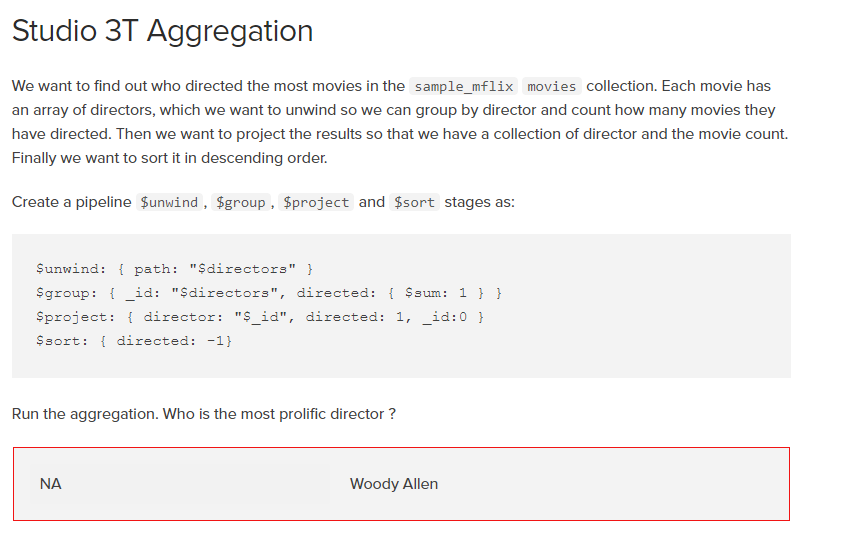 Studio 3T Aggregation
We want to find out who directed the most movies in the sample_mflix movies collection. Each movie has
an array of directors, which we want to unwind so we can group by director and count how many movies they
have directed. Then we want to project the results so that we have a collection of director and the movie count.
Finally we want to sort it in descending order.
Create a pipeline $unwind , $group , $project and $sort stages as:
$unwind: { path: "$directors" }
$group: { _id: "$directors", directed: { $sum: 1 } }
$project: { director: "$_id", directed: 1, _id:0 }
$sort: { directed: -1}
Run the aggregation. Who is the most prolific director ?
NA Woody Allen